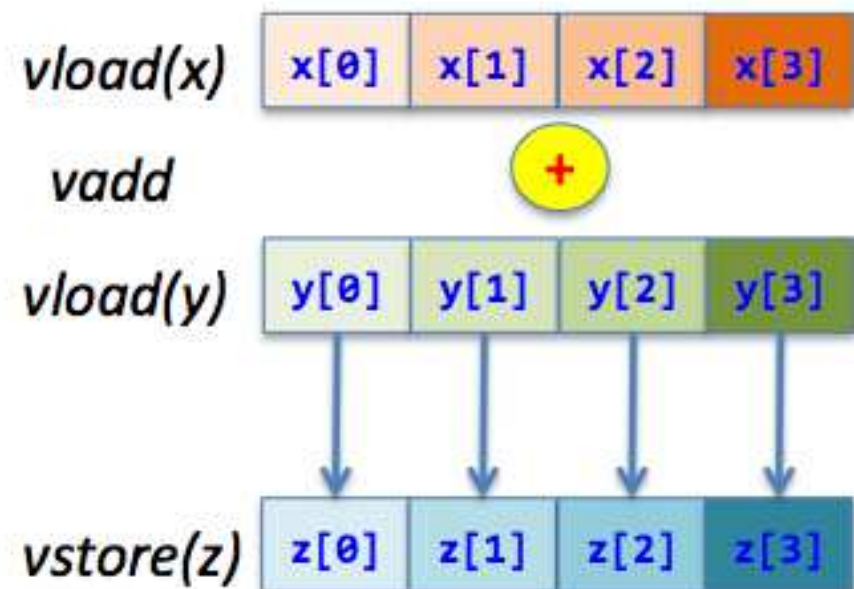 vload(x) x[0] x[1] x[2] x[3]
vadd +
vload(y) y[0] y[1] y[2] y[3]
vstore(z) z[0] z[1] z[2] z[3]